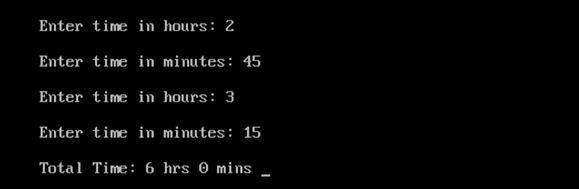 Enter time in hours: 2
Enter time in minutes: 45
Enter time in hours: 3
Enter time in minutes: 15
Total Time: 6 hrs 0 mins _